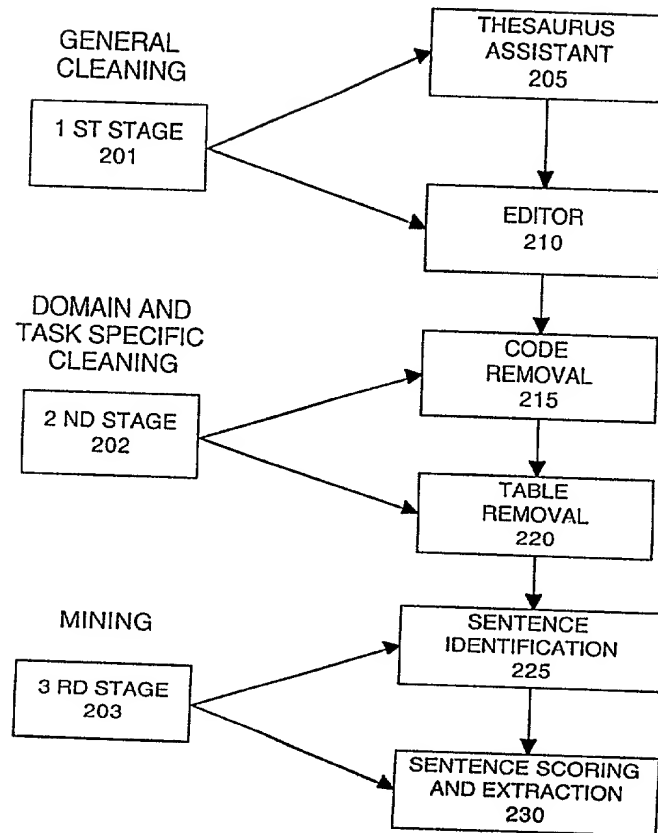 GENERAL
CLEANING
1 ST STAGE
201
THESAURUS
ASSISTANT
205
EDITOR
210
DOMAIN AND
TASK SPECIFIC
CLEANING
2 ND STAGE
202
CODE
REMOVAL
215
TABLE
REMOVAL
220
MINING
3 RD STAGE
203
SENTENCE
IDENTIFICATION
225
SENTENCE SCORING
AND EXTRACTION
230